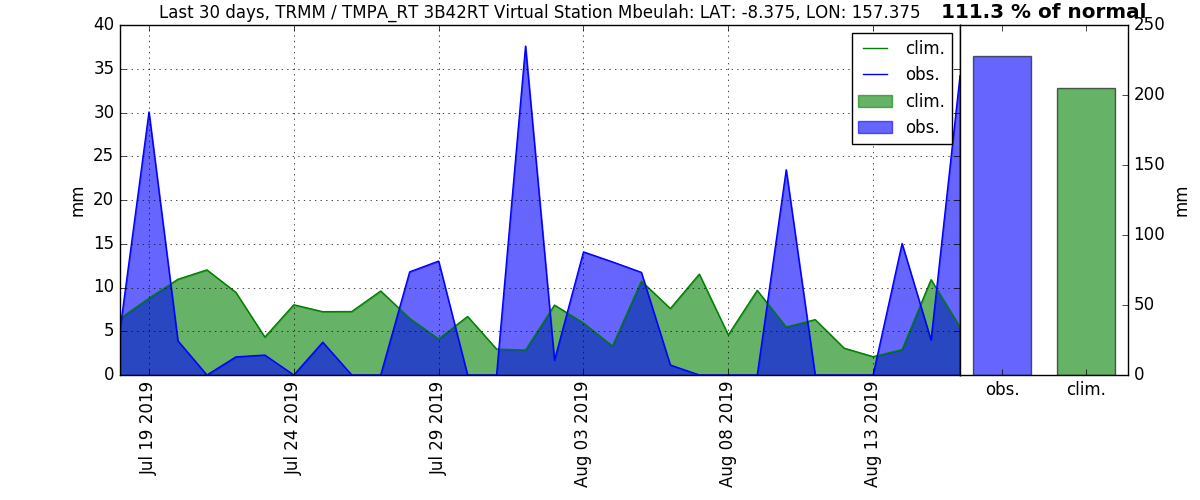 Last 30 days, TRMM / TMPA_RT 3B42RT Virtual Station Mbeulah: LAT: -8.375, LON: 157.375 111.3 % of normal
40
35
30
25
20
15
10
5
0
mm
clim.
obs.
clim.
obs.
Jul 19 2019
Jul 24 2019
Jul 29 2019
Aug 03 2019
Aug 08 2019
Aug 13 2019
250
200
150
100
50
0
mm
obs. clim.